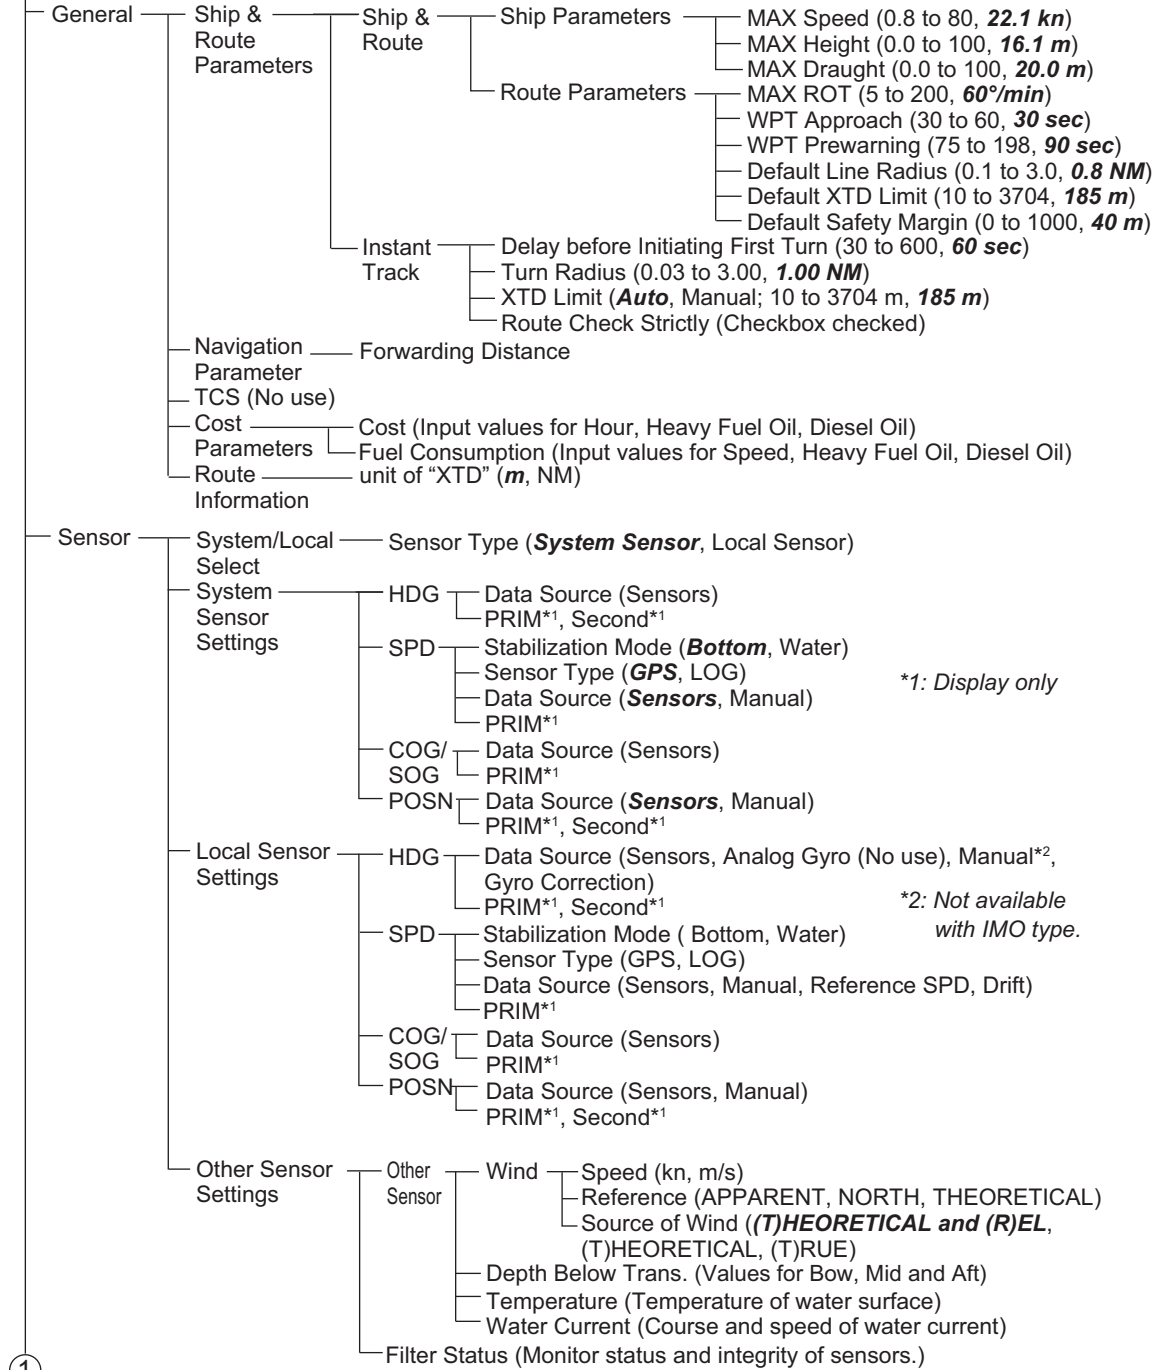 General
Ship &
Route
Parameters
Ship &
Route
Ship Parameters
MAX Speed (0.8 to 80, 22.1 kn)
MAX Height (0.0 to 100, 16.1 m)
MAX Draught (0.0 to 100, 20.0 m)
Route Parameters
MAX ROT (5 to 200, 60°/min)
WPT Approach (30 to 60, 30 sec)
WPT Prewarning (75 to 198, 90 sec)
Default Line Radius (0.1 to 3.0, 0.8 NM)
Default XTD Limit (10 to 3704, 185 m)
Default Safety Margin (0 to 1000, 40 m)
Instant
Track
Delay before Initiating First Turn (30 to 600, 60 sec)
Turn Radius (0.03 to 3.00, 1.00 NM)
XTD Limit (Auto, Manual; 10 to 3704 m, 185 m)
Route Check Strictly (Checkbox checked)
Navigation
Parameter
Forwarding Distance
TCS (No use)
Cost
Parameters
Cost (Input values for Hour, Heavy Fuel Oil, Diesel Oil)
Fuel Consumption (Input values for Speed, Heavy Fuel Oil, Diesel Oil)
Route
Information
unit of “XTD” (m, NM)
Sensor
System/Local
Select
Sensor Type (System Sensor, Local Sensor)
System
Sensor
Settings
HDG
Data Source (Sensors)
PRIM*1, Second*1
SPD
Stabilization Mode (Bottom, Water)
Sensor Type (GPS, LOG)
Data Source (Sensors, Manual)
PRIM*1
*1: Display only
COG/
SOG
Data Source (Sensors)
PRIM*1
POSN
Data Source (Sensors, Manual)
PRIM*1, Second*1
Local Sensor
Settings
HDG
Data Source (Sensors, Analog Gyro (No use), Manual*2,
Gyro Correction)
PRIM*1, Second*1
*2: Not available
with IMO type.
SPD
Stabilization Mode ( Bottom, Water)
Sensor Type (GPS, LOG)
Data Source (Sensors, Manual, Reference SPD, Drift)
PRIM*1
COG/
SOG
Data Source (Sensors)
PRIM*1
POSN
Data Source (Sensors, Manual)
PRIM*1, Second*1
Other Sensor
Settings
Other
Sensor
Wind
Speed (kn, m/s)
Reference (APPARENT, NORTH, THEORETICAL)
Source of Wind ((T)HEORETICAL and (R)EL,
(T)HEORETICAL, (T)RUE)
Depth Below Trans. (Values for Bow, Mid and Aft)
Temperature (Temperature of water surface)
Water Current (Course and speed of water current)
Filter Status (Monitor status and integrity of sensors.)
1